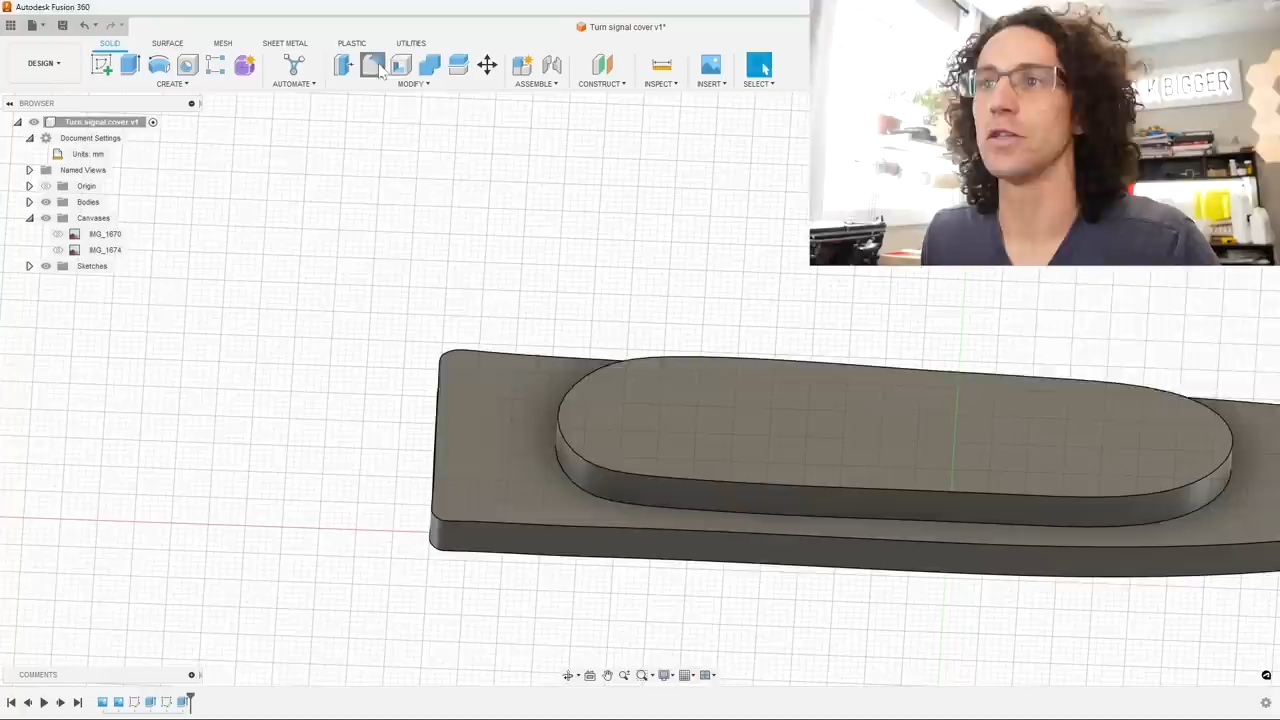 Autodesk Fusion 360
Turn signal cover v1*
SOLID SURFACE MESH SHEET METAL PLASTIC UTILITIES
DESIGN
CREATE AUTOMATE MODIFY ASSEMBLE CONSTRUCT INSPECT INSERT SELECT
K BIGGER
BROWSER
Turn signal cover v1
Document Settings
Units: mm
Named Views
Origin
Bodies
Canvases
IMG_1670
IMG_1674
Sketches
COMMENTS